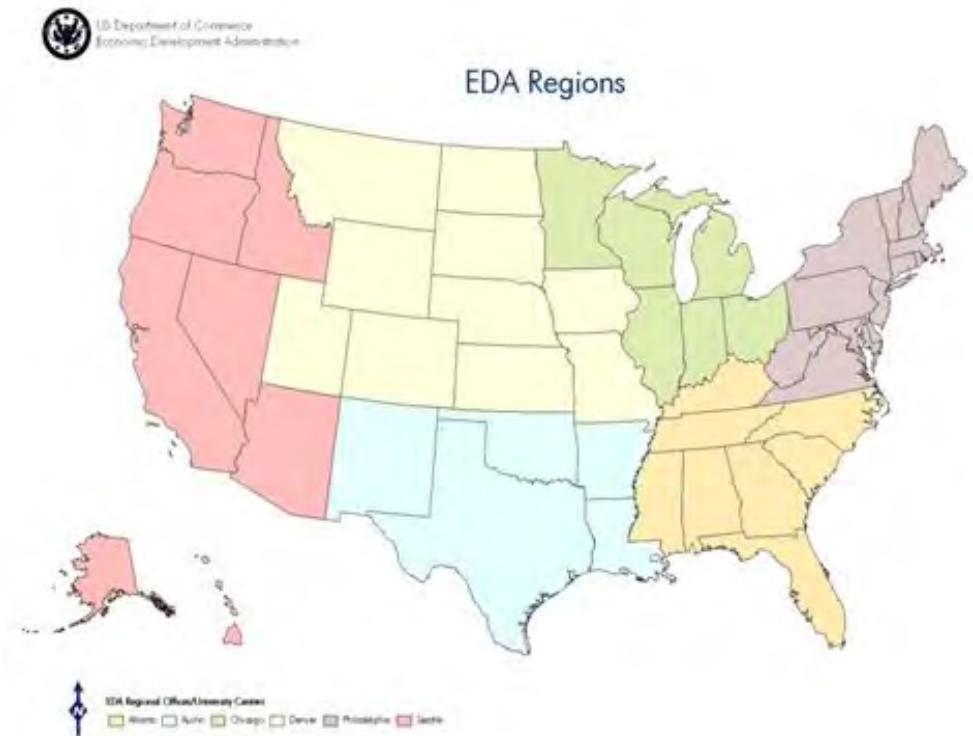 US Department of Commerce
Economic Development Administration
EDA Regions
N
EDA Regional Offices/University Centers
Atlanta Austin Chicago Denver Philadelphia Seattle